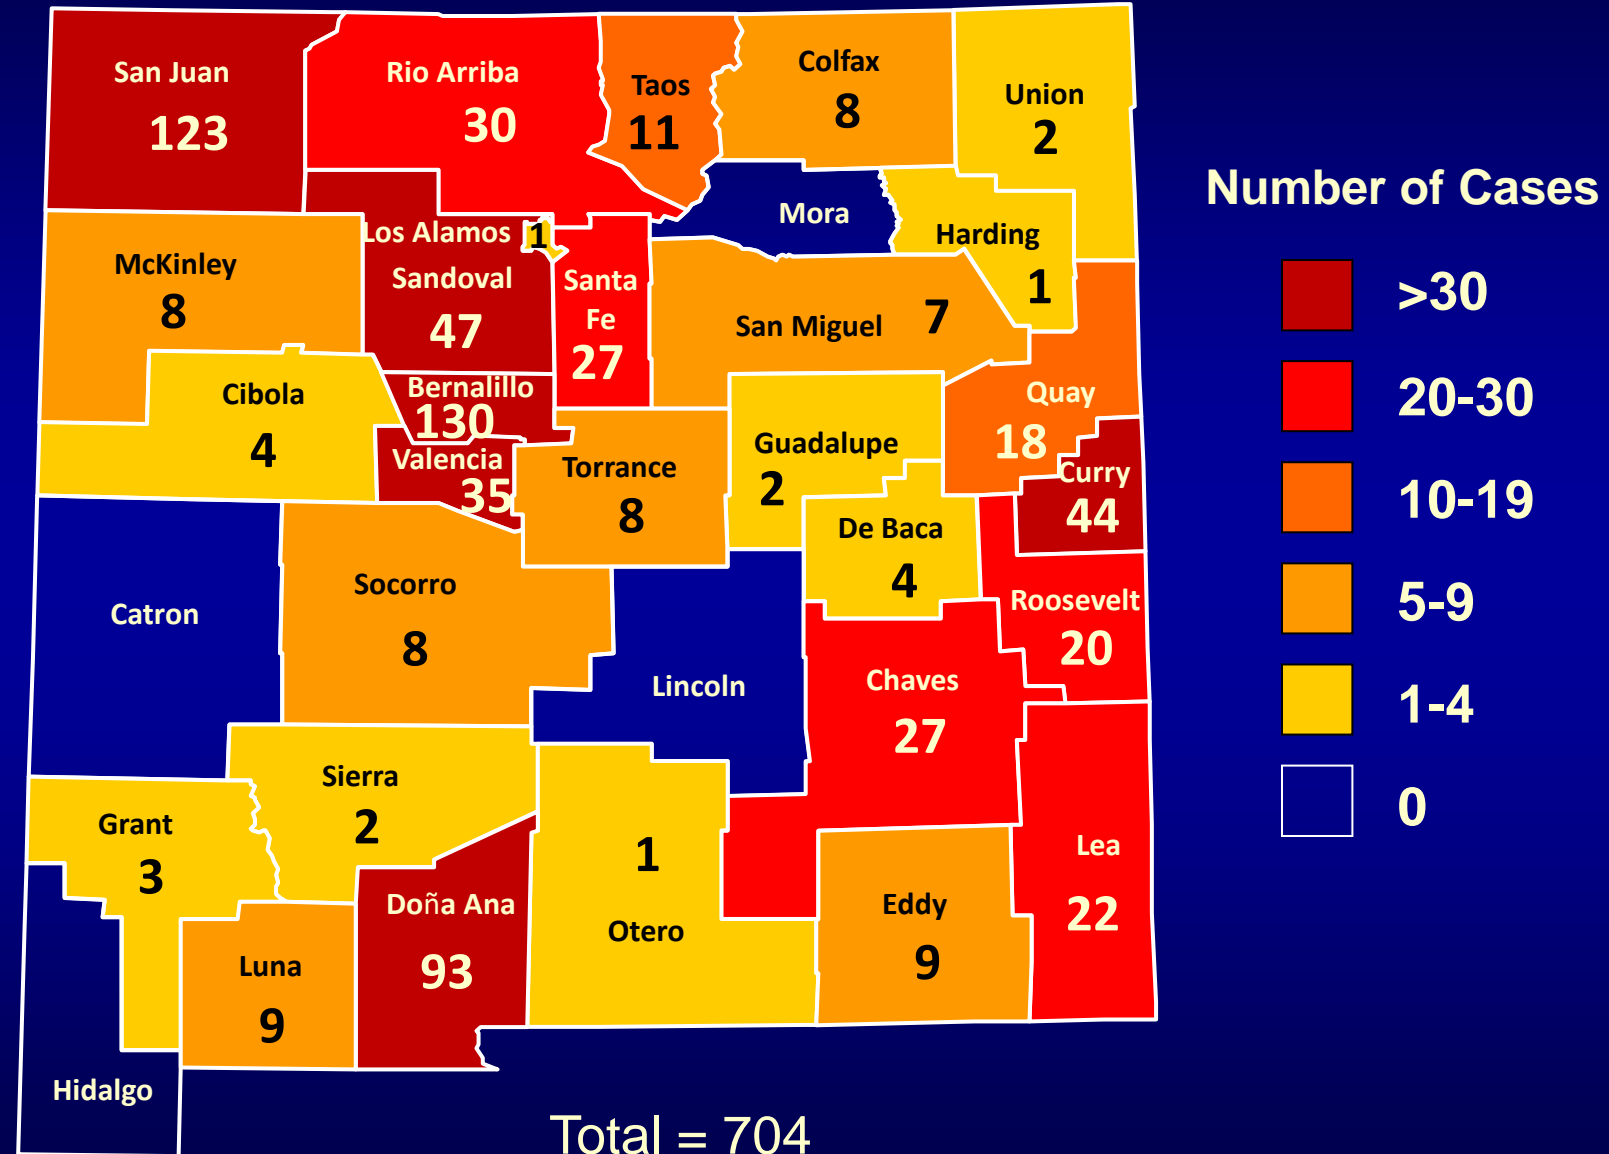 San Juan
123
Rio Arriba
30
Taos
11
Colfax
8
Union
2
Mora
Harding
1
McKinley
8
Los Alamos 1
Sandoval
47
Santa
Fe
27
San Miguel 7
Cibola
4
Bernalillo
130
Valencia
35
Torrance
8
Guadalupe
2
Quay
18
Curry
44
De Baca
4
Roosevelt
20
Catron
Socorro
8
Lincoln
Chaves
27
Sierra
2
Grant
3
1
Otero
Lea
22
Doña Ana
93
Eddy
9
Luna
9
Hidalgo
Total = 704
Number of Cases
>30
20-30
10-19
5-9
1-4
0